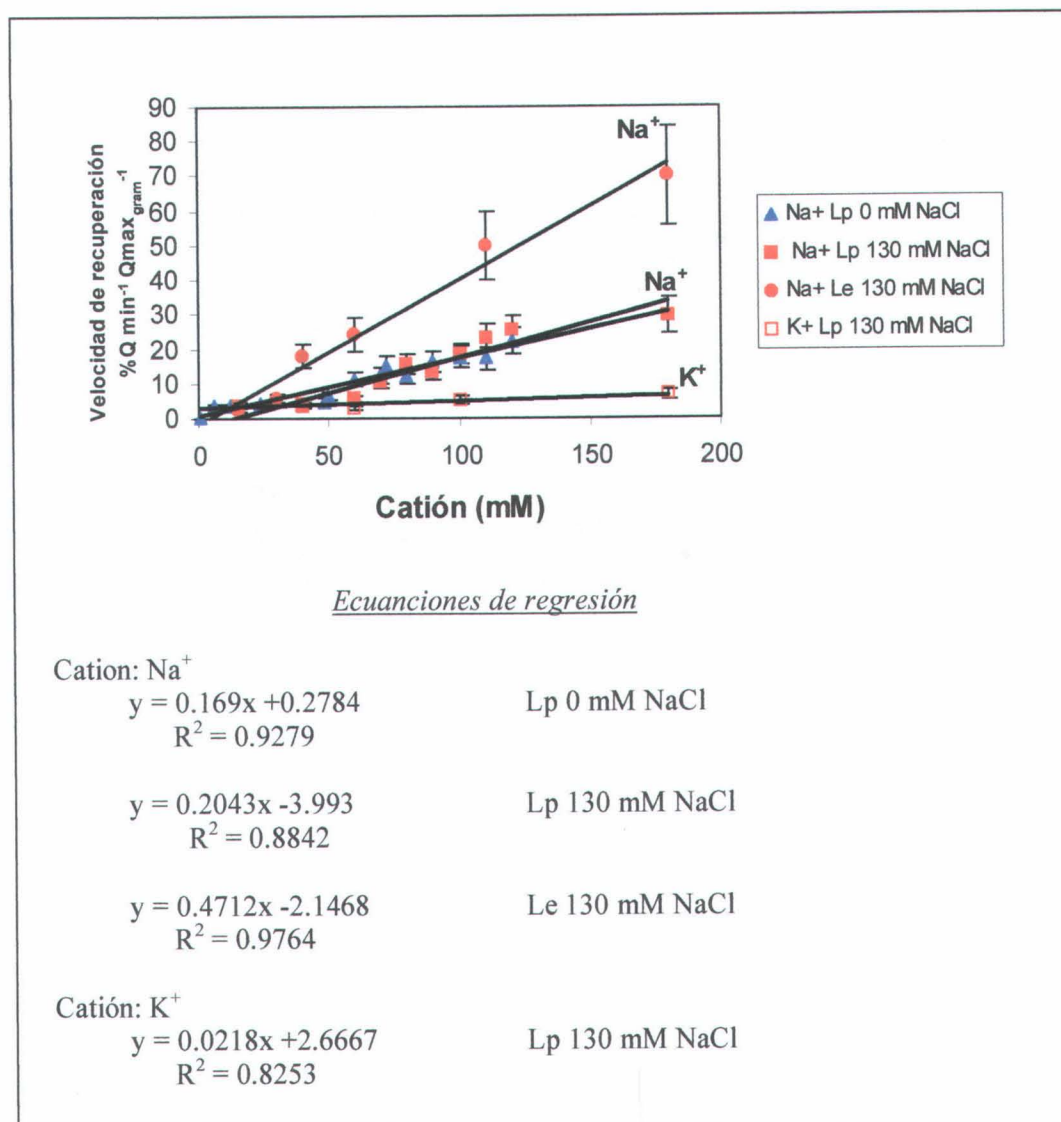 Velocidad de recuperación
%Q min⁻¹ Qmax gram⁻¹
90
80
70
60
50
40
30
20
10
0
Na⁺
Na⁺
K⁺
0 50 100 150 200
Catión (mM)
Na+ Lp 0 mM NaCl
Na+ Lp 130 mM NaCl
Na+ Le 130 mM NaCl
K+ Lp 130 mM NaCl
Ecuanciones de regresión
Cation: Na⁺
y = 0.169x +0.2784 Lp 0 mM NaCl
R² = 0.9279
y = 0.2043x -3.993 Lp 130 mM NaCl
R² = 0.8842
y = 0.4712x -2.1468 Le 130 mM NaCl
R² = 0.9764
Catión: K⁺
y = 0.0218x +2.6667 Lp 130 mM NaCl
R² = 0.8253